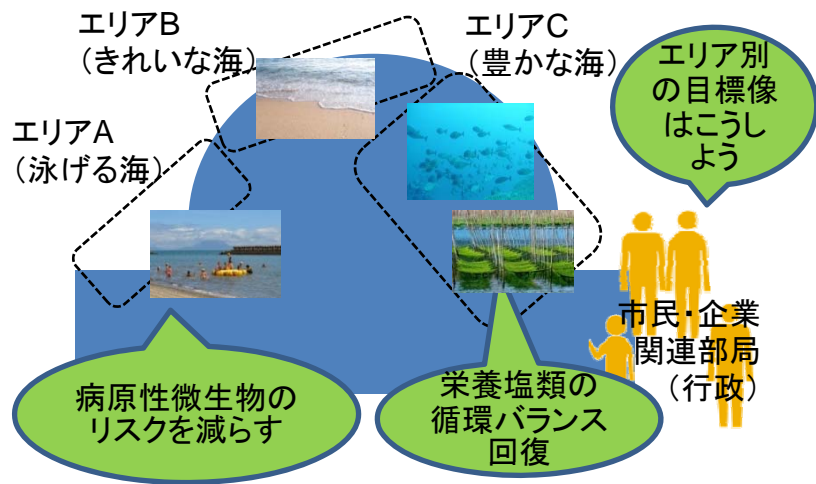 エリアB
（きれいな海）
エリアC
（豊かな海）
エリア別
の目標像
はこうし
よう
エリアA
（泳げる海）
市民・企業
関連部局
（行政）
病原性微生物の
リスクを減らす
栄養塩類の
循環バランス
回復